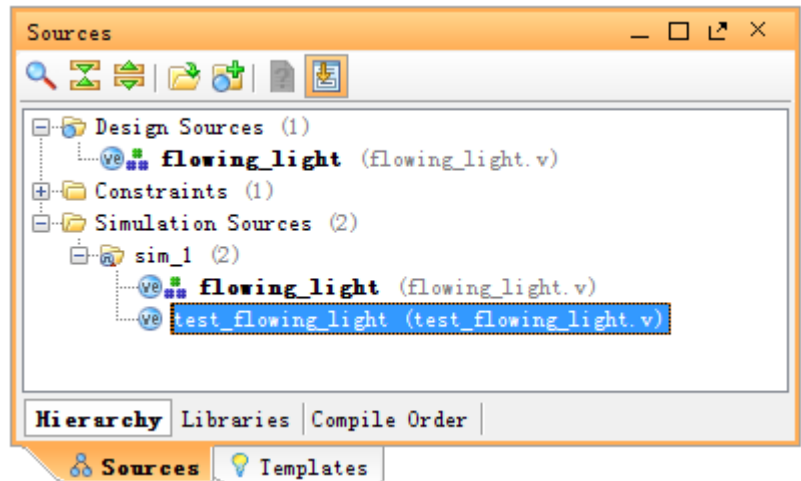 Sources
Design Sources (1)
flowing_light (flowing_light.v)
Constraints (1)
Simulation Sources (2)
sim_1 (2)
flowing_light (flowing_light.v)
test_flowing_light (test_flowing_light.v)
Hierarchy Libraries Compile Order
Sources Templates